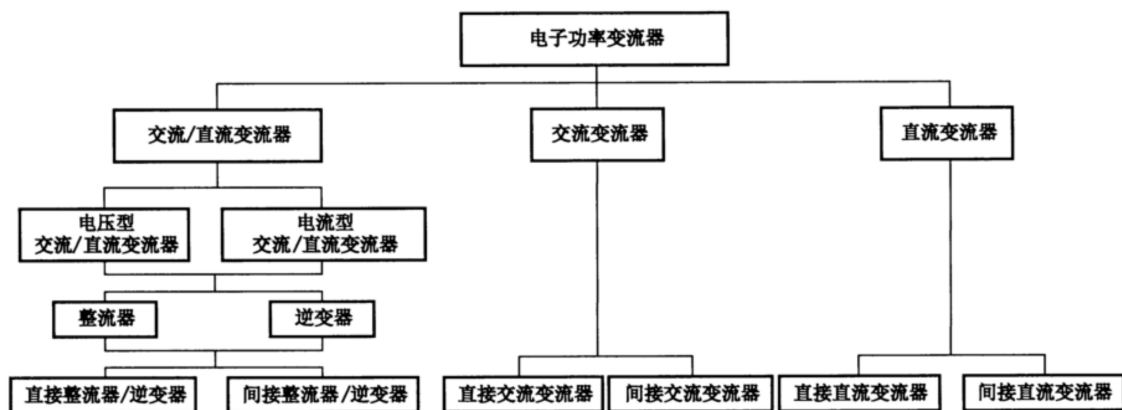 电子功率变流器
交流/直流变流器
交流变流器
直流变流器
电压型
交流/直流变流器
电流型
交流/直流变流器
整流器
逆变器
直接整流器/逆变器
间接整流器/逆变器
直接交流变流器
间接交流变流器
直接直流变流器
间接直流变流器